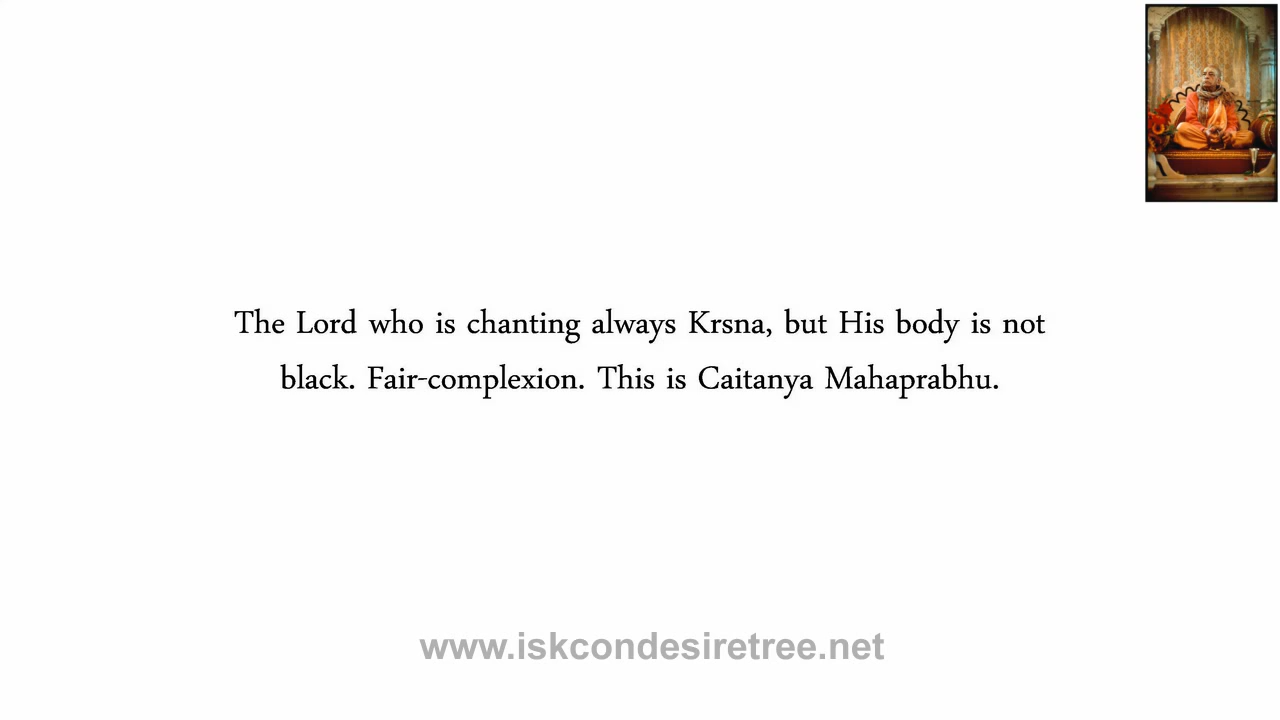 The Lord who is chanting always Krsna, but His body is not
black. Fair-complexion. This is Caitanya Mahaprabhu.
www.iskcondesiretree.net